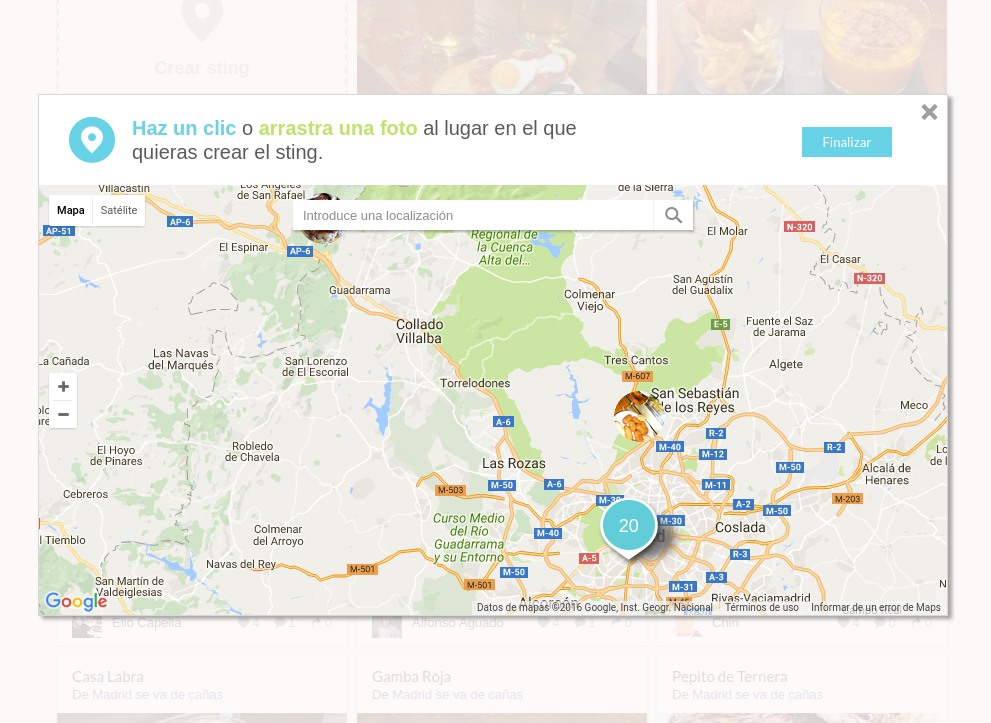 Crear sting
Haz un clic o arrastra una foto al lugar en el que
quieras crear el sting.
Finalizar
Villacastín
Los Ángeles
de San Rafael
de la Sierra
Mapa
Satélite
Introduce una localización
AP-6
AP-51
El Espinar
AP-6
Regional de
la Cuenca
Alta del...
El Molar
N-320
El Casar
N-320
Guadarrama
Colmenar
Viejo
San Agustín
del Guadalix
Collado
Villalba
E-5
Fuente el Saz
de Jarama
La Cañada
Las Navas
del Marqués
San Lorenzo
de El Escorial
Tres Cantos
Algete
M-607
Torrelodones
San Sebastián
de los Reyes
Meco
A-6
R-2
R-2
M-40
M-12
El Hoyo
de Pinares
Robledo
de Chavela
Las Rozas
M-50
Alcalá de
Henares
M-50
A-6
M-11
Cebreros
M-503
M-30
M-203
A-2
M-50
20
M-30
Coslada
Curso Medio
del Río
Guadarrama
y su Entorno
Colmenar
del Arroyo
M-40
l Tiemblo
A-5
R-3
Navas del Rey
M-501
M-50
A-3
San Martín de
Valdeiglesias
M-501
M-31
N
Alcorcón
M-45
Rivas-Vaciamadrid
Google
Datos de mapas ©2016 Google, Inst. Geogr. Nacional
Términos de uso
Informar de un error de Maps
Elio Capella
4
1
0
Alfonso Aguado
4
1
0
Chirl
4
0
0
Casa Labra
De Madrid se va de cañas
Gamba Roja
De Madrid se va de cañas
Pepito de Ternera
De Madrid se va de cañas